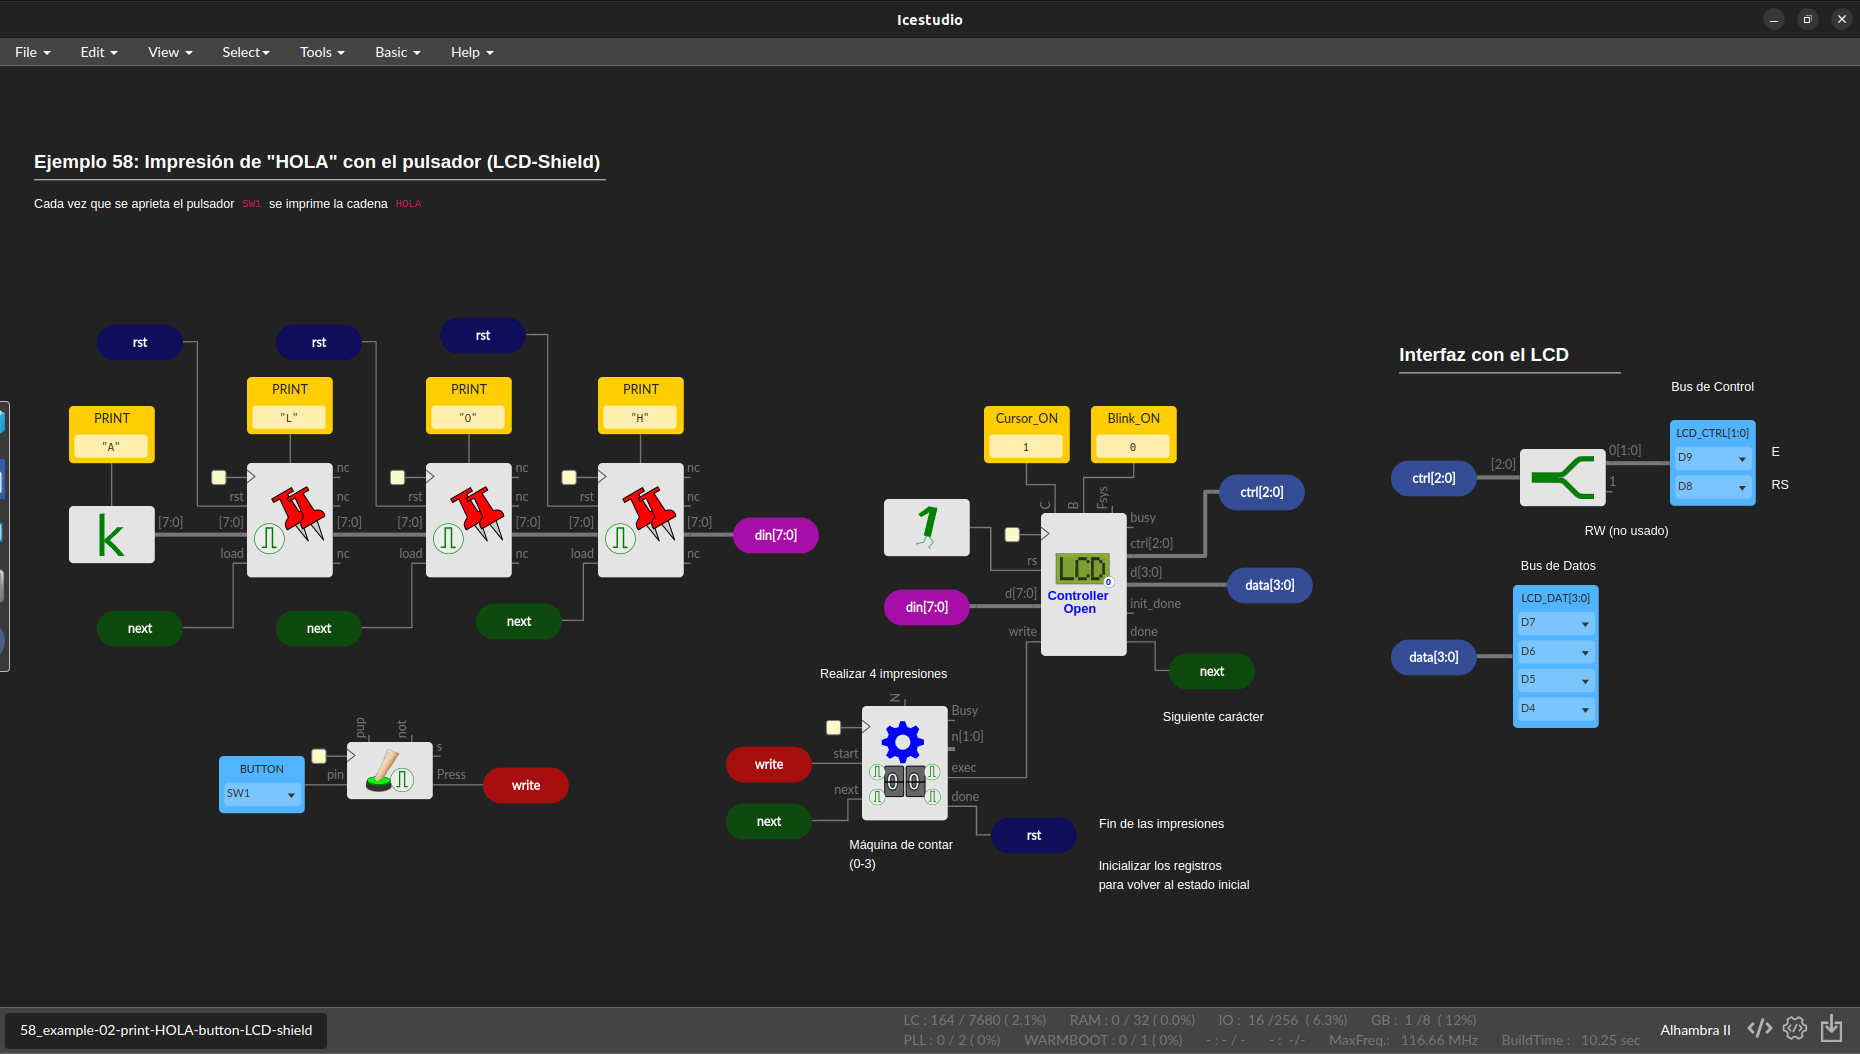 Icestudio
File Edit View Select Tools Basic Help
Ejemplo 58: Impresión de "HOLA" con el pulsador (LCD-Shield)
Cada vez que se aprieta el pulsador SW1 se imprime la cadena HOLA
rst
rst
rst
PRINT
"A"
PRINT
"L"
PRINT
"O"
PRINT
"H"
k
[7:0]
rst
[7:0]
load
nc
nc
[7:0]
nc
rst
[7:0]
load
nc
nc
[7:0]
nc
rst
[7:0]
load
nc
nc
[7:0]
nc
din[7:0]
next
next
next
BUTTON
SW1
pin
pup
not
s
Press
write
Cursor_ON
1
Blink_ON
0
1
din[7:0]
C
B
Fsys
rs
d[7:0]
write
LCD
0
Controller
Open
busy
ctrl[2:0]
d[3:0]
init_done
done
ctrl[2:0]
data[3:0]
next
Siguiente carácter
Realizar 4 impresiones
N
write
next
start
next
0 0
Busy
n[1:0]
exec
done
rst
Máquina de contar
(0-3)
Fin de las impresiones
Inicializar los registros
para volver al estado inicial
Interfaz con el LCD
Bus de Control
ctrl[2:0]
[2:0]
0[1:0]
1
LCD_CTRL[1:0]
D9
E
D8
RS
RW (no usado)
Bus de Datos
data[3:0]
LCD_DAT[3:0]
D7
D6
D5
D4
58_example-02-print-HOLA-button-LCD-shield
LC : 164 / 7680 ( 2.1%) RAM : 0 / 32 ( 0.0%) IO : 16 /256 ( 6.3%) GB : 1 /8 ( 12%)
PLL : 0 / 2 ( 0%) WARMBOOT : 0 / 1 ( 0%) - : - / - - : -/- MaxFreq.: 116.66 MHz BuildTime : 10.25 sec
Alhambra II